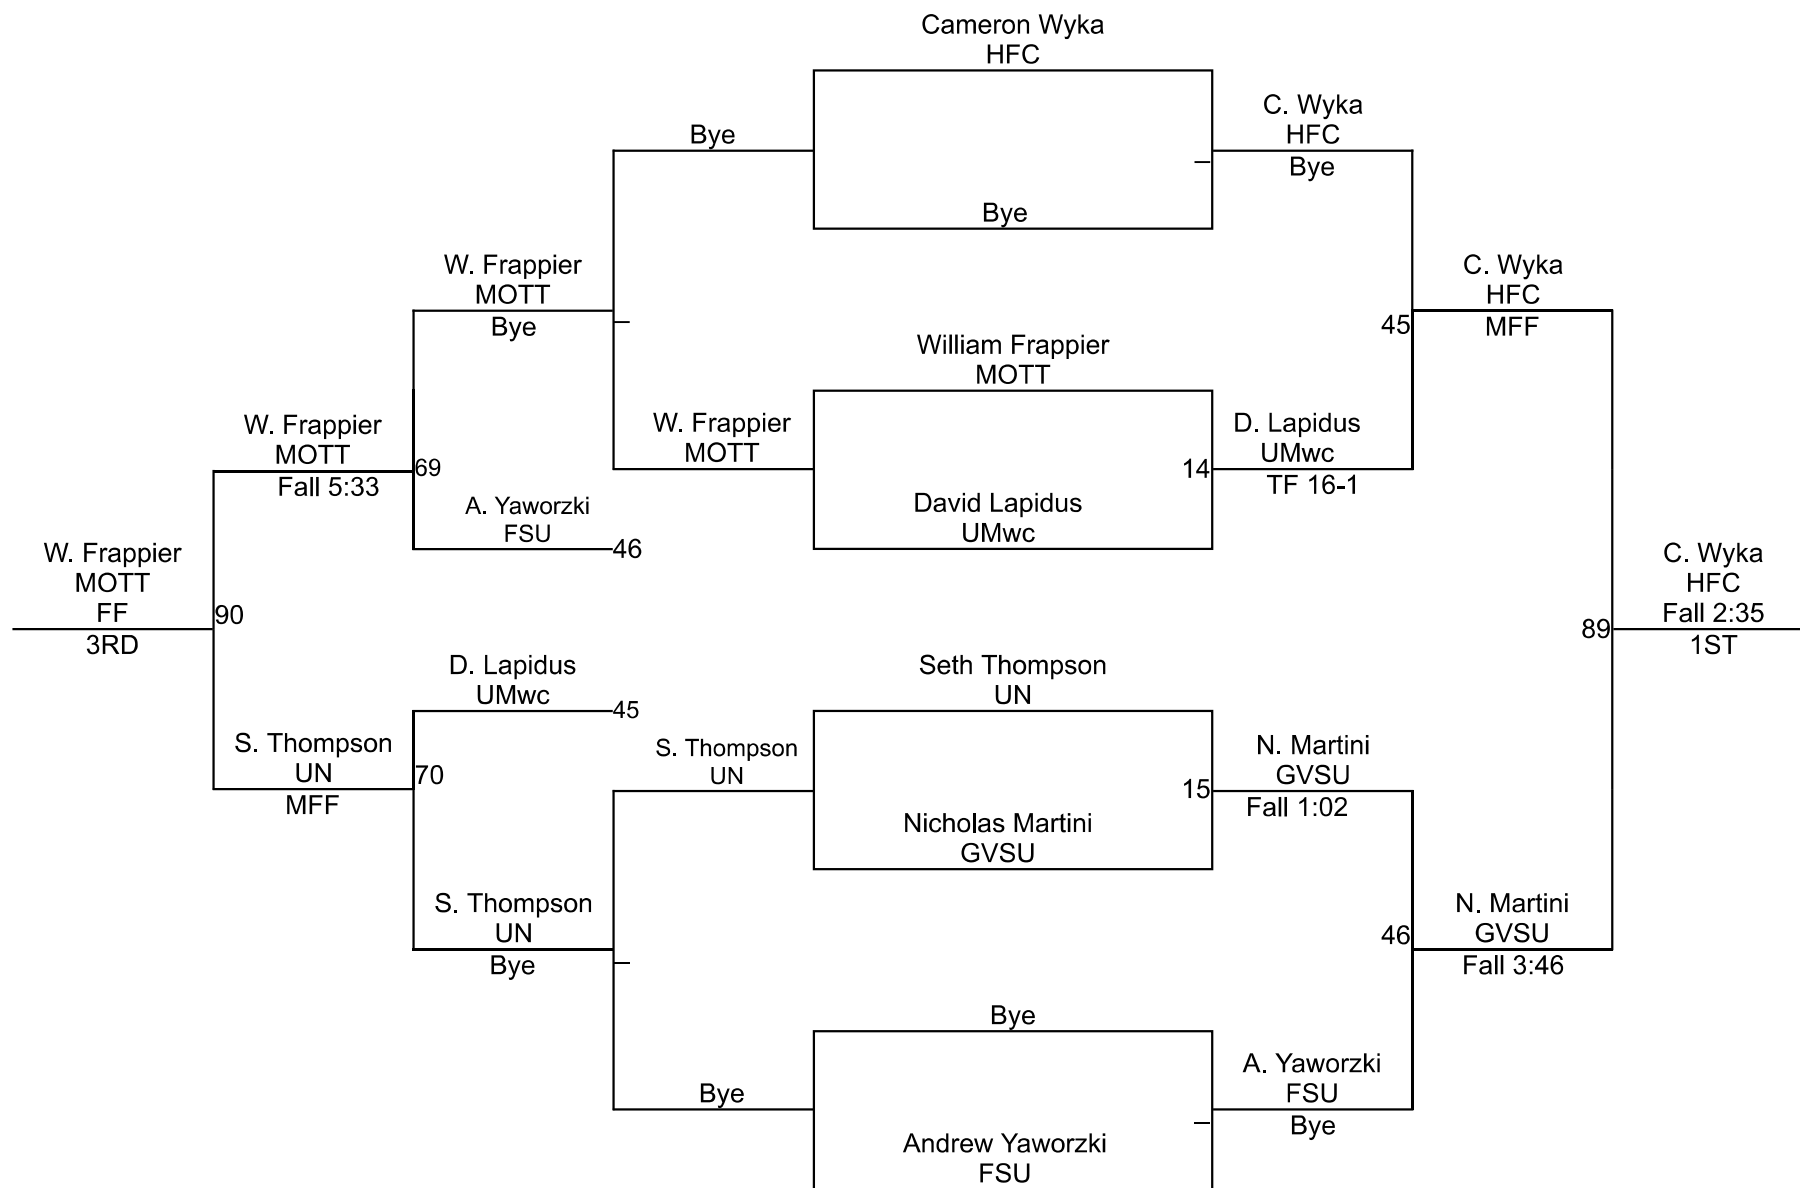 Cameron Wyka
HFC
C. Wyka
HFC
Bye
Bye
Bye
W. Frappier
MOTT
Bye
C. Wyka
HFC
MFF
45
William Frappier
MOTT
W. Frappier
MOTT
Fall 5:33
69
W. Frappier
MOTT
D. Lapidus
UMwc
TF 16-1
14
A. Yaworzki
FSU
46
David Lapidus
UMwc
W. Frappier
MOTT
FF
3RD
90
C. Wyka
HFC
Fall 2:35
1ST
89
D. Lapidus
UMwc
45
Seth Thompson
UN
S. Thompson
UN
MFF
70
S. Thompson
UN
N. Martini
GVSU
Fall 1:02
15
Nicholas Martini
GVSU
S. Thompson
UN
Bye
N. Martini
GVSU
Fall 3:46
46
Bye
Bye
A. Yaworzki
FSU
Bye
Andrew Yaworzki
FSU